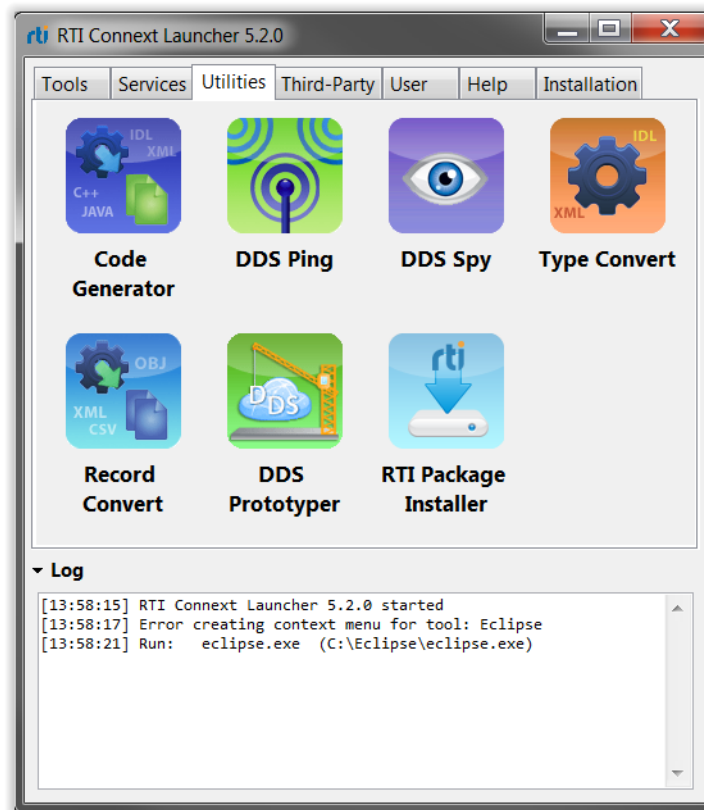 rti RTI Connext Launcher 5.2.0
Tools Services Utilities Third-Party User Help Installation
IDL
XML
C++
JAVA
IDL
XML
Code
Generator
DDS Ping
DDS Spy
Type Convert
OBJ
XML
CSV
DDS
rti
Record
Convert
DDS
Prototyper
RTI Package
Installer
Log
[13:58:15] RTI Connext Launcher 5.2.0 started
[13:58:17] Error creating context menu for tool: Eclipse
[13:58:21] Run:   eclipse.exe  (C:\Eclipse\eclipse.exe)